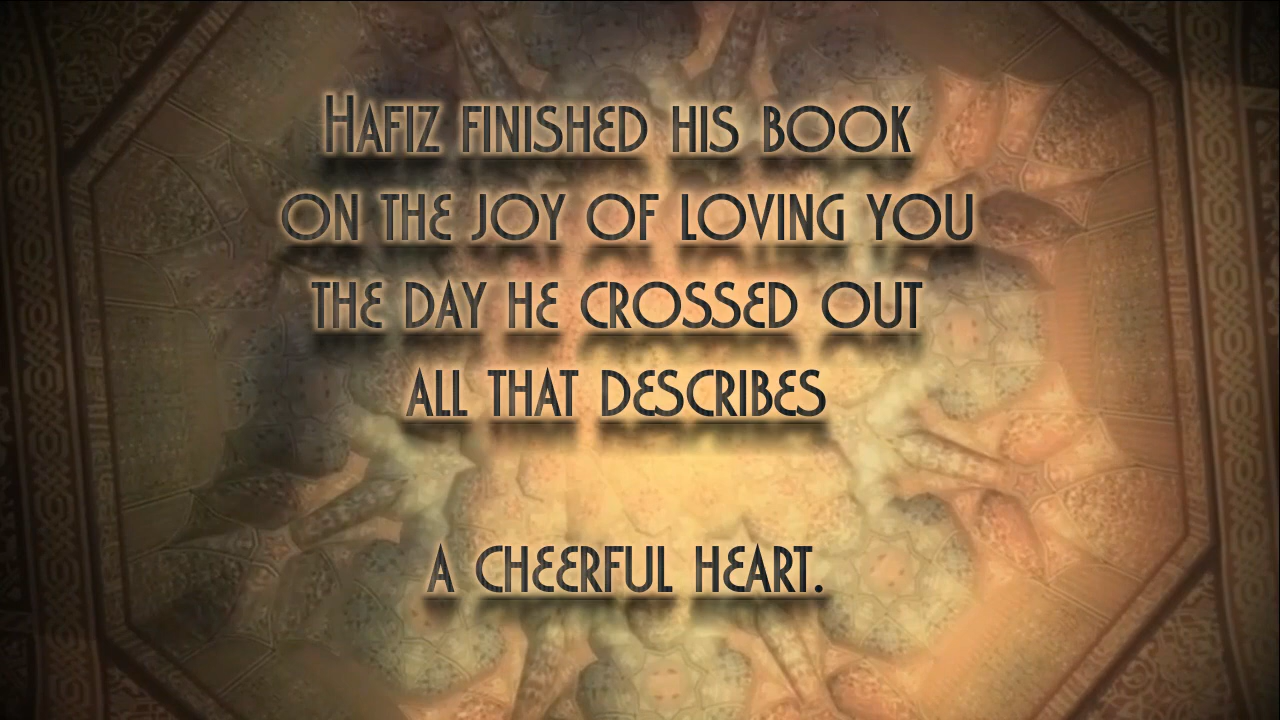 Hafiz finished his book
on the joy of loving you
the day he crossed out
all that describes
a cheerful heart.